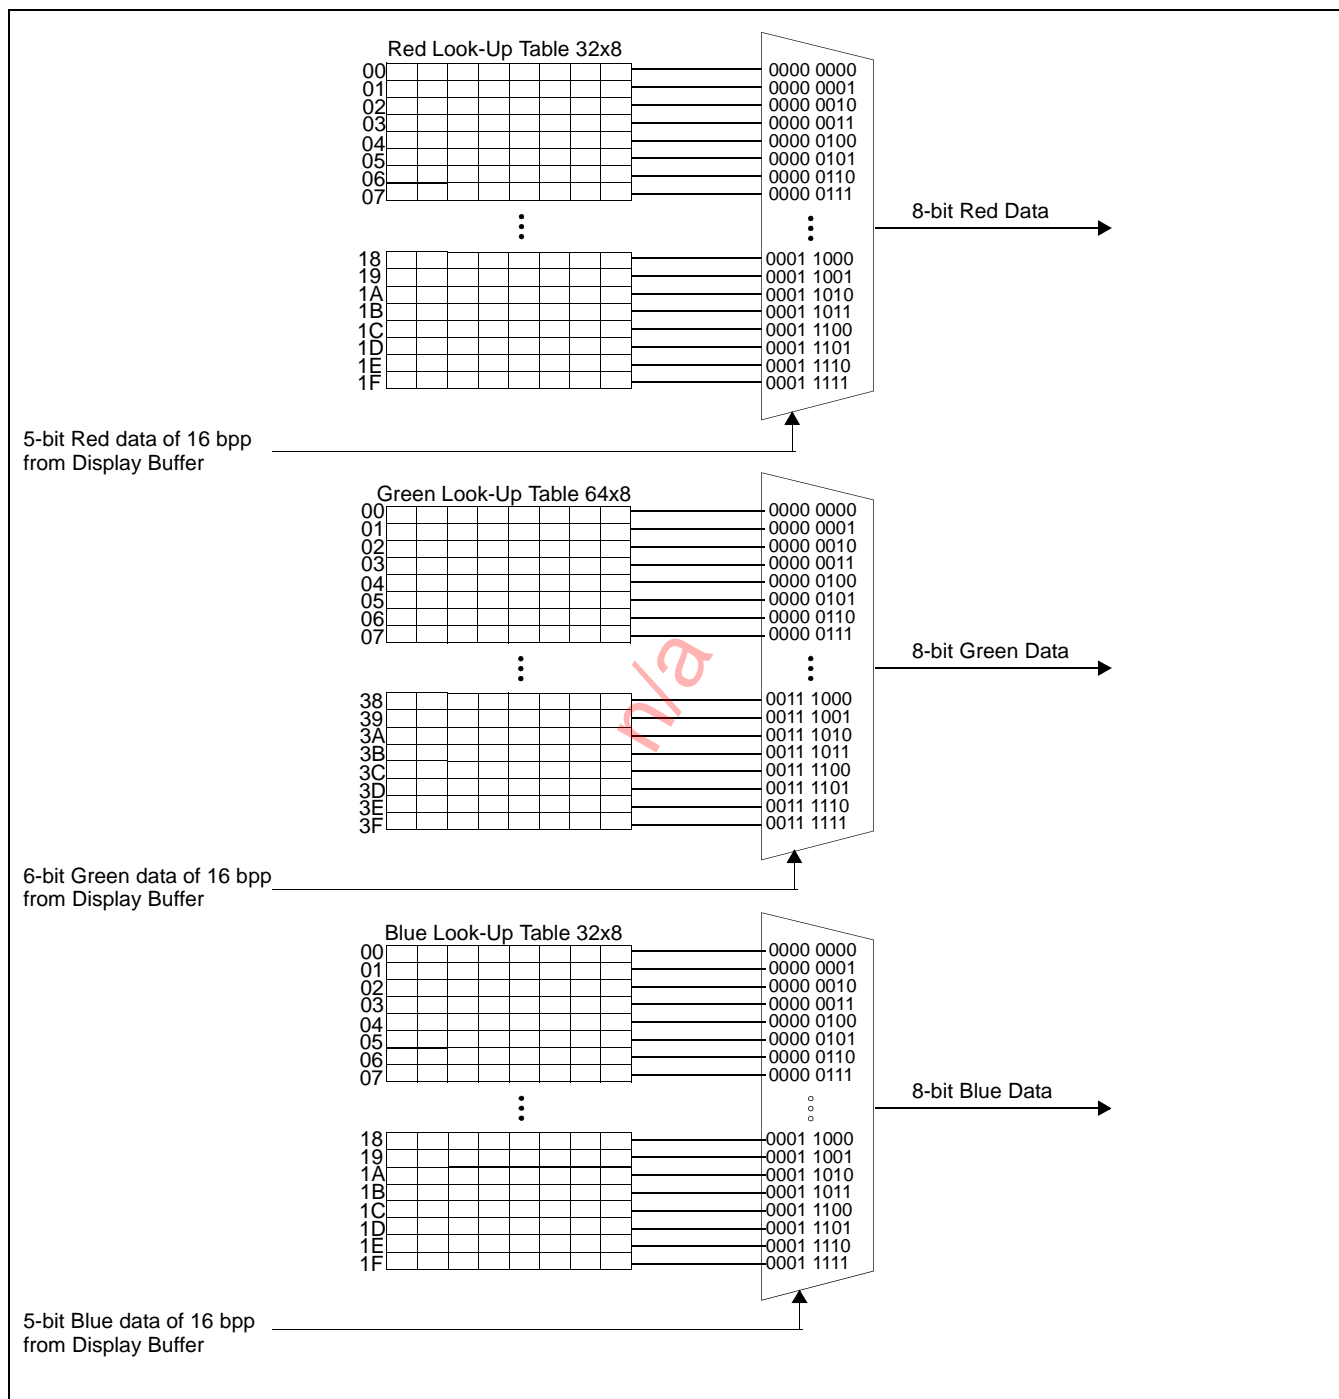 Red Look-Up Table 32x8
00 0000 0000
01 0000 0001
02 0000 0010
03 0000 0011
04 0000 0100
05 0000 0101
06 0000 0110
07 0000 0111
8-bit Red Data
18 0001 1000
19 0001 1001
1A 0001 1010
1B 0001 1011
1C 0001 1100
1D 0001 1101
1E 0001 1110
1F 0001 1111
5-bit Red data of 16 bpp
from Display Buffer
Green Look-Up Table 64x8
00 0000 0000
01 0000 0001
02 0000 0010
03 0000 0011
04 0000 0100
05 0000 0101
06 0000 0110
07 0000 0111
8-bit Green Data
n/a
38 0011 1000
39 0011 1001
3A 0011 1010
3B 0011 1011
3C 0011 1100
3D 0011 1101
3E 0011 1110
3F 0011 1111
6-bit Green data of 16 bpp
from Display Buffer
Blue Look-Up Table 32x8
00 0000 0000
01 0000 0001
02 0000 0010
03 0000 0011
04 0000 0100
05 0000 0101
06 0000 0110
07 0000 0111
8-bit Blue Data
18 0001 1000
19 0001 1001
1A 0001 1010
1B 0001 1011
1C 0001 1100
1D 0001 1101
1E 0001 1110
1F 0001 1111
5-bit Blue data of 16 bpp
from Display Buffer